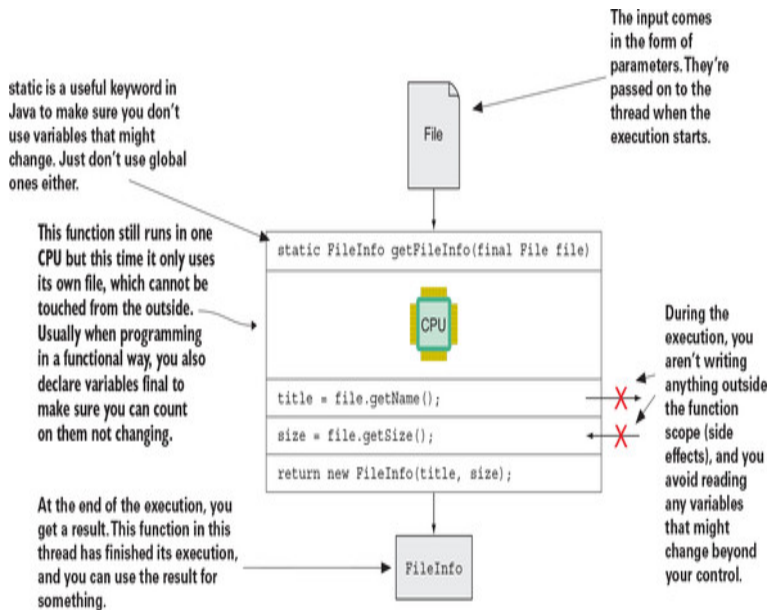 The input comes
in the form of
parameters. They're
passed on to the
thread when the
execution starts.
static is a useful keyword in
Java to make sure you don't
use variables that might
change. Just don't use global
ones either.
File
This function still runs in one
CPU but this time it only uses
its own file, which cannot be
touched from the outside.
Usually when programming
in a functional way, you also
declare variables final to
make sure you can count
on them not changing.
static FileInfo getFileInfo(final File file)
CPU
title = file.getName();
size = file.getSize();
return new FileInfo(title, size);
During the
execution, you
aren't writing
anything outside
the function
scope (side
effects), and you
avoid reading
any variables
that might
change beyond
your control.
At the end of the execution, you
get a result. This function in this
thread has finished its execution,
and you can use the result for
something.
FileInfo